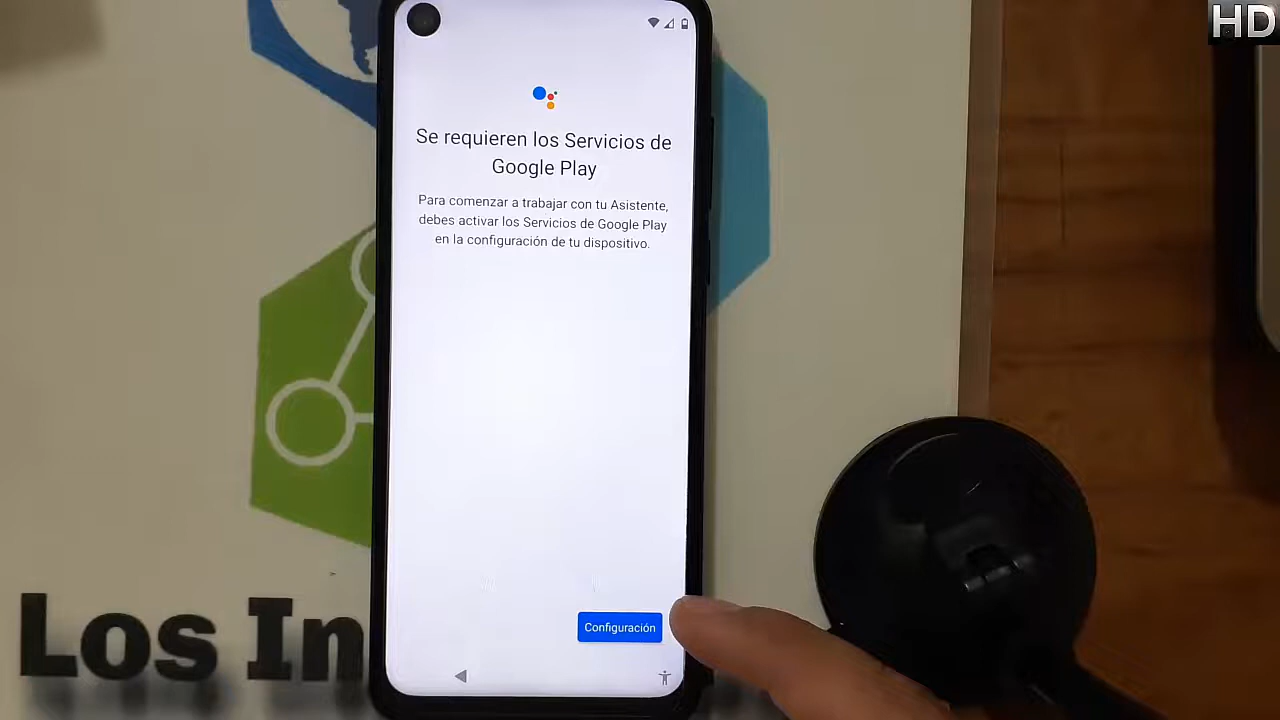 HD
Se requieren los Servicios de
Google Play
Para comenzar a trabajar con tu Asistente,
debes activar los Servicios de Google Play
en la configuración de tu dispositivo.
Configuración
Los In